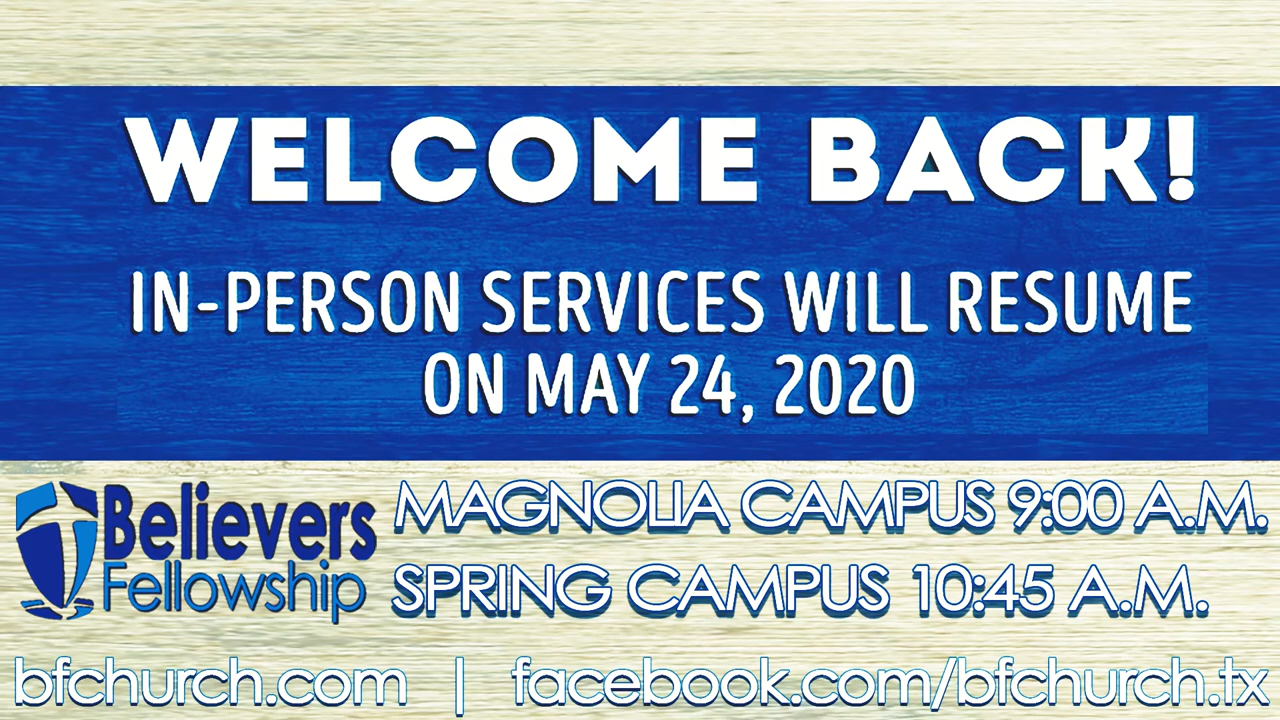 WELCOME BACK!
IN-PERSON SERVICES WILL RESUME
ON MAY 24, 2020
Believers
Fellowship
MAGNOLIA CAMPUS 9:00 A.M.
SPRING CAMPUS 10:45 A.M.
bfchurch.com | facebook.com/bfchurch.tx